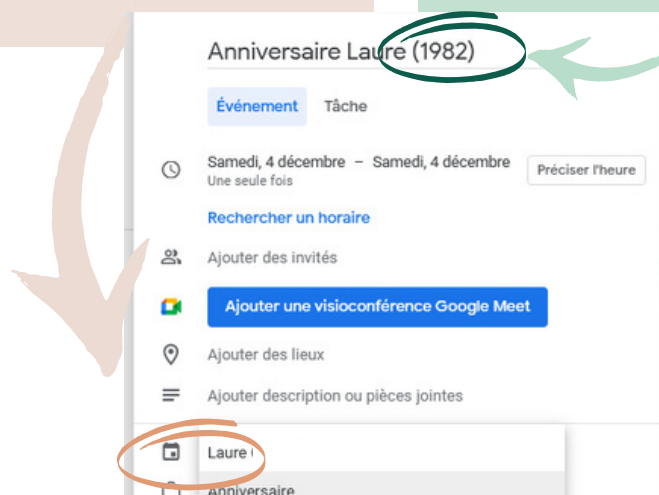 Anniversaire Laure (1982)
Événement Tâche
Samedi, 4 décembre – Samedi, 4 décembre Préciser l'heure
Une seule fois
Rechercher un horaire
Ajouter des invités
Ajouter une visioconférence Google Meet
Ajouter des lieux
Ajouter description ou pièces jointes
Laure
Anniversaire